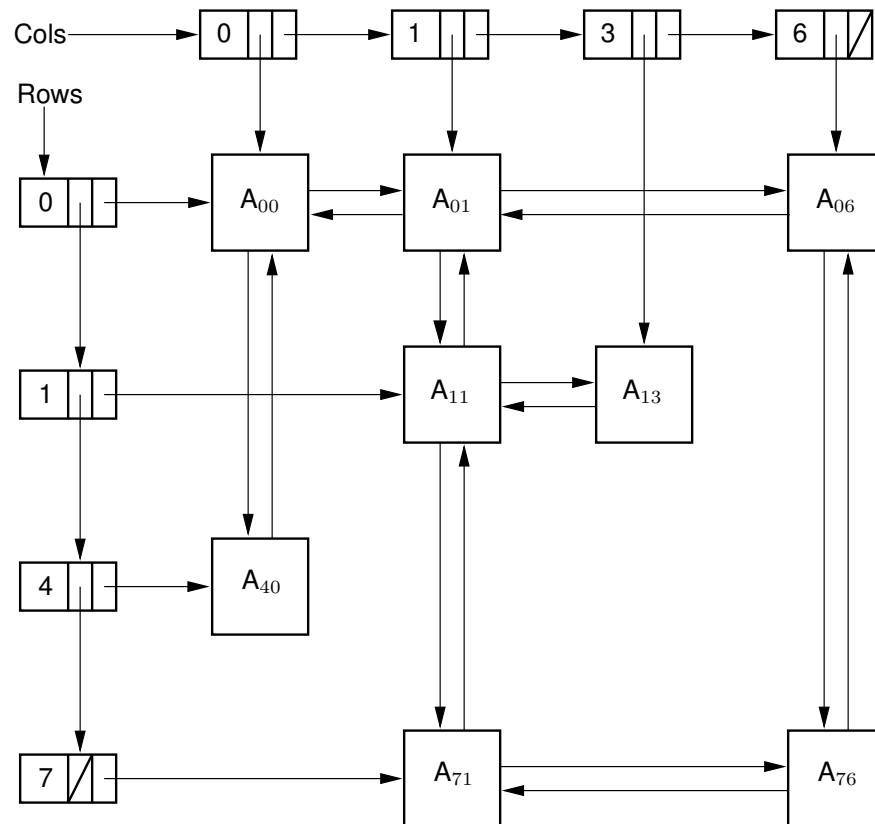 Cols 0 1 3 6
Rows
0 A₀₀ A₀₁ A₀₆
1 A₁₁ A₁₃
4 A₄₀
7 A₇₁ A₇₆